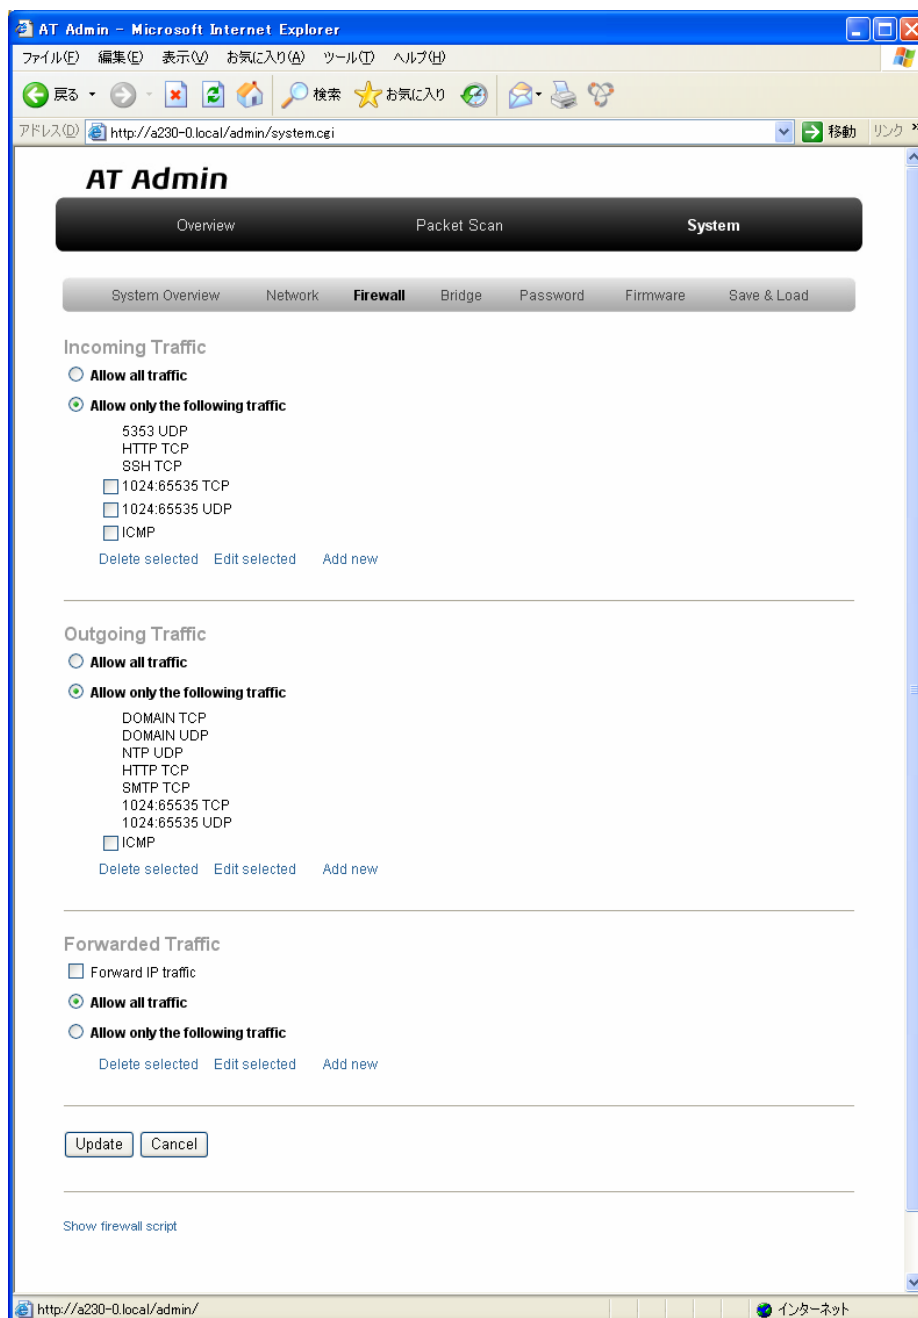 AT Admin - Microsoft Internet Explorer
ファイル(F) 編集(E) 表示(V) お気に入り(A) ツール(T) ヘルプ(H)
戻る 検索 お気に入り
アドレス(D) http://a230-0.local/admin/system.cgi 移動 リンク »
AT Admin
Overview Packet Scan System
System Overview Network Firewall Bridge Password Firmware Save & Load
Incoming Traffic
Allow all traffic
Allow only the following traffic
5353 UDP
HTTP TCP
SSH TCP
1024:65535 TCP
1024:65535 UDP
ICMP
Delete selected Edit selected Add new
Outgoing Traffic
Allow all traffic
Allow only the following traffic
DOMAIN TCP
DOMAIN UDP
NTP UDP
HTTP TCP
SMTP TCP
1024:65535 TCP
1024:65535 UDP
ICMP
Delete selected Edit selected Add new
Forwarded Traffic
Forward IP traffic
Allow all traffic
Allow only the following traffic
Delete selected Edit selected Add new
Update Cancel
Show firewall script
http://a230-0.local/admin/ インターネット